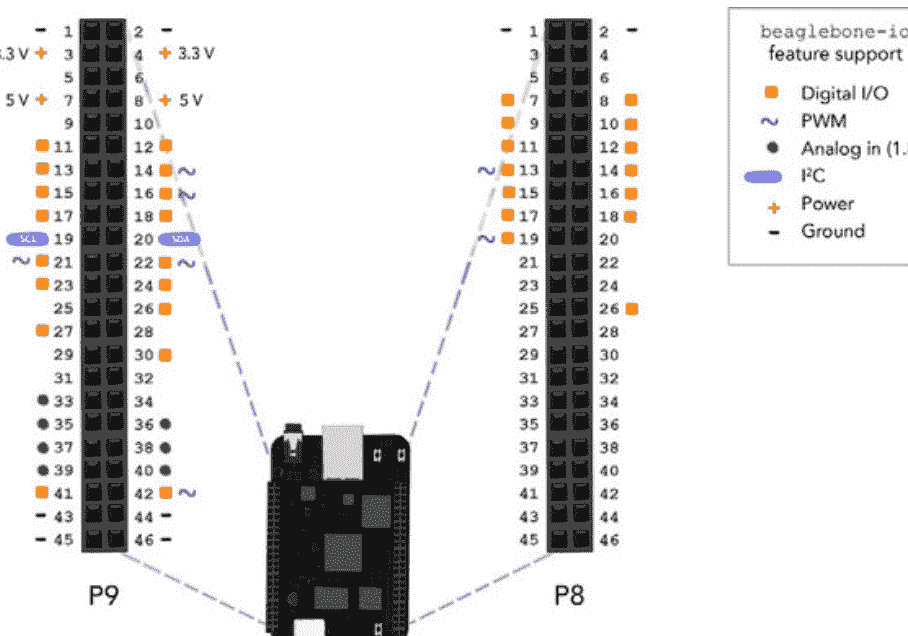 1 2 1 2
3.3 V 3 4 3.3 V 3 4
5 6 5 6
5 V 7 8 5 V 7 8
9 10 9 10
11 12 11 12
13 14 13 14
15 16 15 16
17 18 17 18
SCL 19 20 SDA 19 20
21 22 21 22
23 24 23 24
25 26 25 26
27 28 27 28
29 30 29 30
31 32 31 32
33 34 33 34
35 36 35 36
37 38 37 38
39 40 39 40
41 42 41 42
43 44 43 44
45 46 45 46
P9 P8
beaglebone-io
feature support
Digital I/O
PWM
Analog in (1.
I²C
Power
Ground